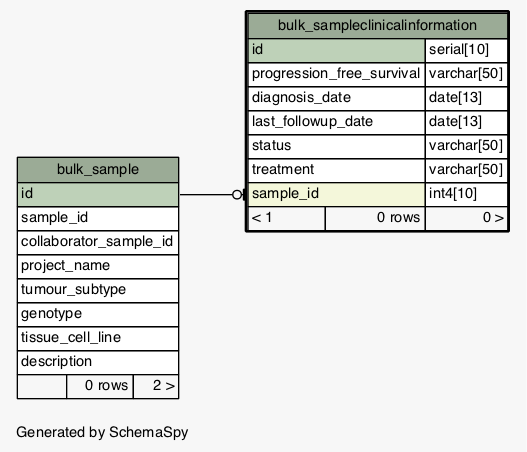 bulk_sampleclinicalinformation
id serial[10]
progression_free_survival varchar[50]
diagnosis_date date[13]
last_followup_date date[13]
status varchar[50]
treatment varchar[50]
sample_id int4[10]
< 1 0 rows 0 >
bulk_sample
id
sample_id
collaborator_sample_id
project_name
tumour_subtype
genotype
tissue_cell_line
description
0 rows 2 >
Generated by SchemaSpy